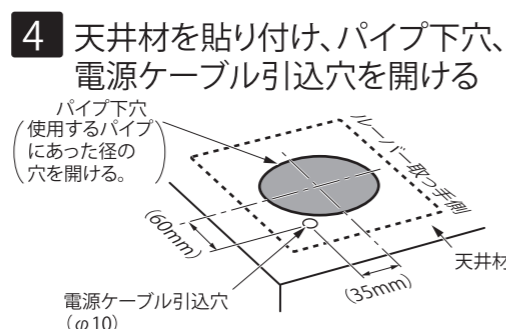 4 天井材を貼り付け、パイプ下穴、
電源ケーブル引込穴を開ける
パイプ下穴
(使用するパイプ
にあった径の
穴を開ける。)
ルーバー取っ手側
(60mm)
天井材
(35mm)
電源ケーブル引込穴
(φ10)